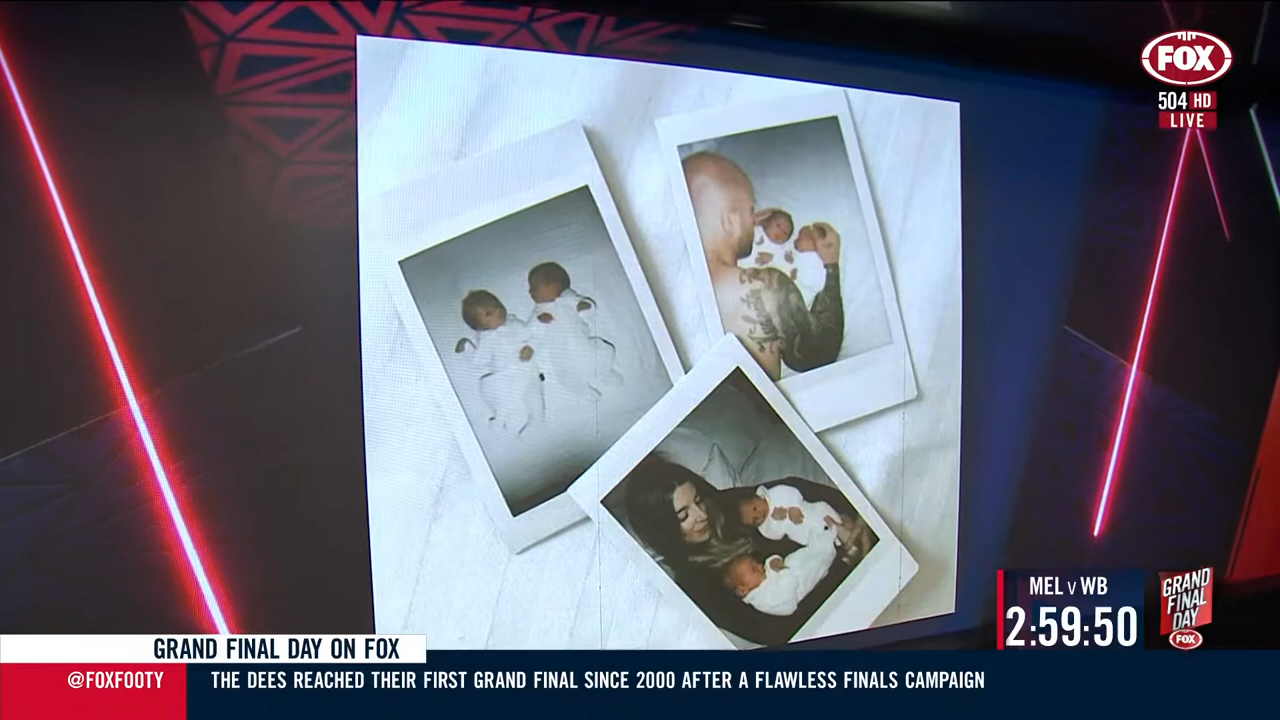 FOX
504 HD
LIVE
MEL v WB
2:59:50
GRAND
FINAL
DAY
FOX
GRAND FINAL DAY ON FOX
@FOXFOOTY
THE DEES REACHED THEIR FIRST GRAND FINAL SINCE 2000 AFTER A FLAWLESS FINALS CAMPAIGN